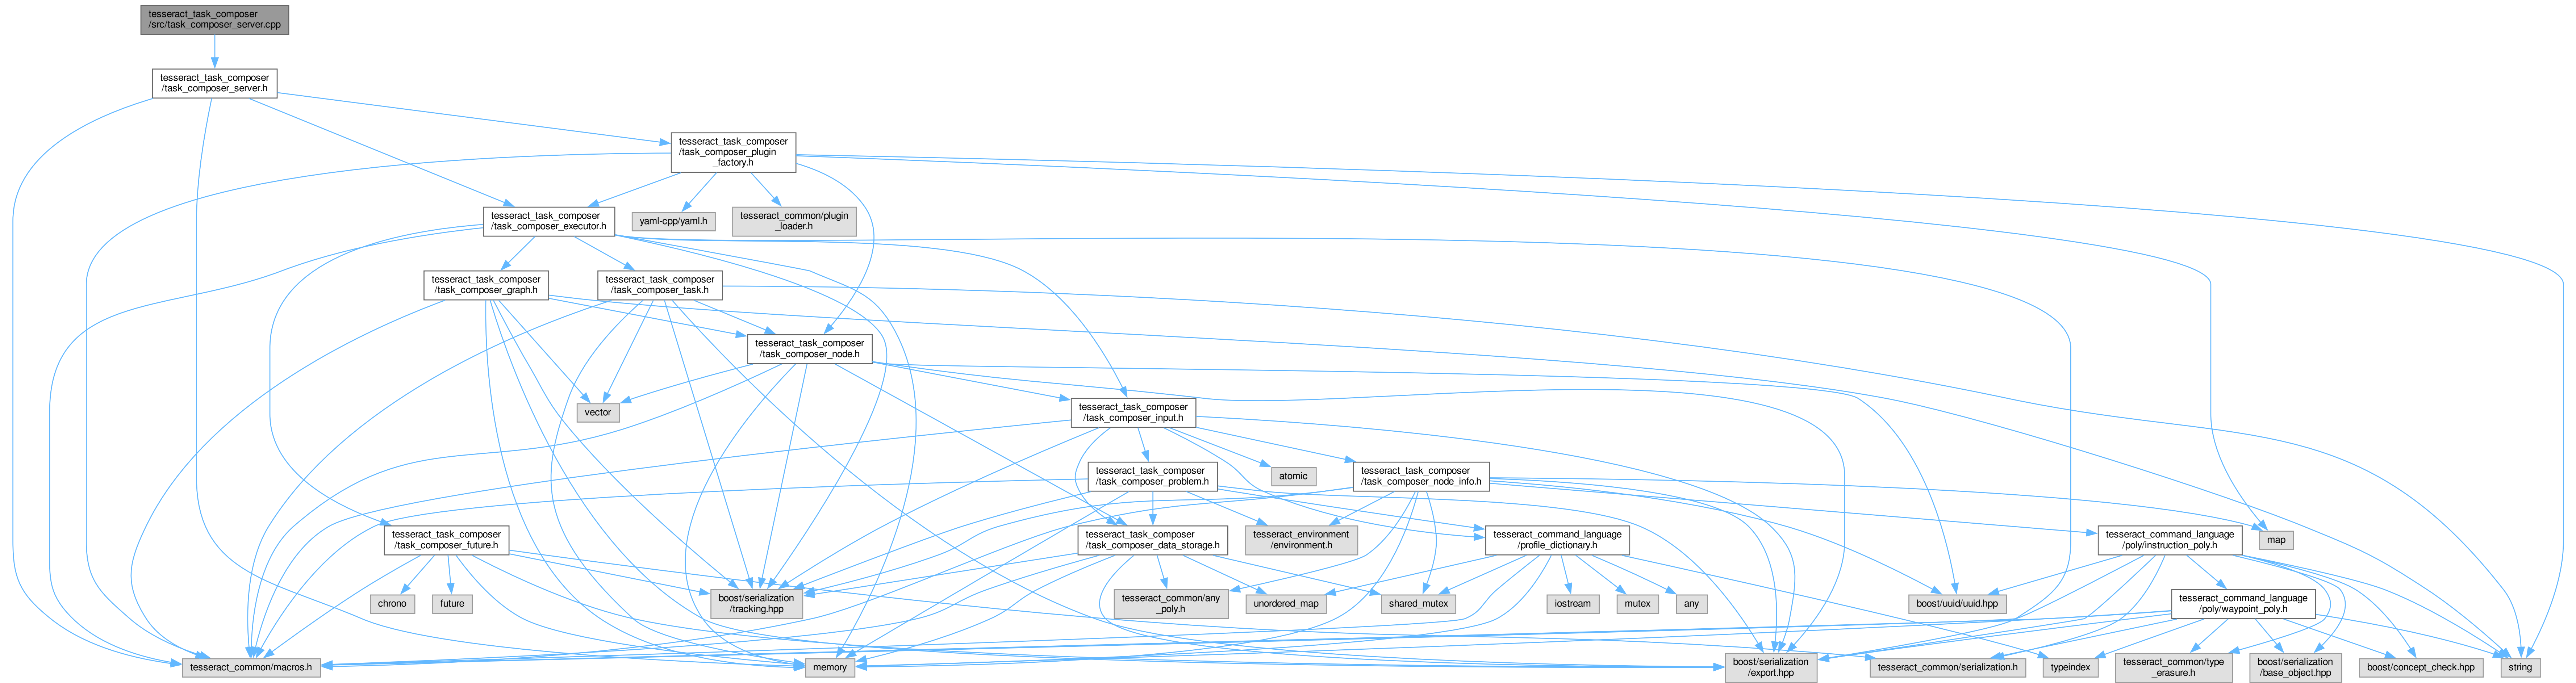 tesseract_task_composer
/src/task_composer_server.cpp
tesseract_task_composer
/task_composer_server.h
tesseract_task_composer
/task_composer_plugin
_factory.h
tesseract_task_composer
/task_composer_executor.h
yaml-cpp/yaml.h
tesseract_common/plugin
_loader.h
tesseract_task_composer
/task_composer_graph.h
tesseract_task_composer
/task_composer_task.h
tesseract_task_composer
/task_composer_node.h
vector
tesseract_task_composer
/task_composer_input.h
tesseract_task_composer
/task_composer_problem.h
atomic
tesseract_task_composer
/task_composer_node_info.h
tesseract_task_composer
/task_composer_future.h
tesseract_task_composer
/task_composer_data_storage.h
tesseract_environment
/environment.h
tesseract_command_language
/profile_dictionary.h
tesseract_command_language
/poly/instruction_poly.h
map
chrono
future
boost/serialization
/tracking.hpp
tesseract_common/any
_poly.h
unordered_map
shared_mutex
iostream
mutex
any
boost/uuid/uuid.hpp
tesseract_command_language
/poly/waypoint_poly.h
tesseract_common/macros.h
memory
boost/serialization
/export.hpp
tesseract_common/serialization.h
typeindex
tesseract_common/type
_erasure.h
boost/serialization
/base_object.hpp
boost/concept_check.hpp
string